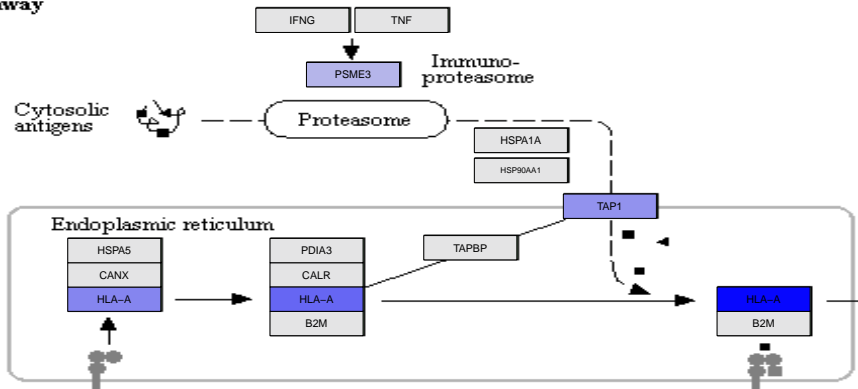 way
IFNG TNF
PSME3
Immuno-
proteasome
Cytosolic
antigens
Proteasome
HSPA1A
HSP90AA1
TAP1
Endoplasmic reticulum
HSPA5
CANX
HLA−A
PDIA3
CALR
HLA−A
B2M
TAPBP
HLA−A
B2M